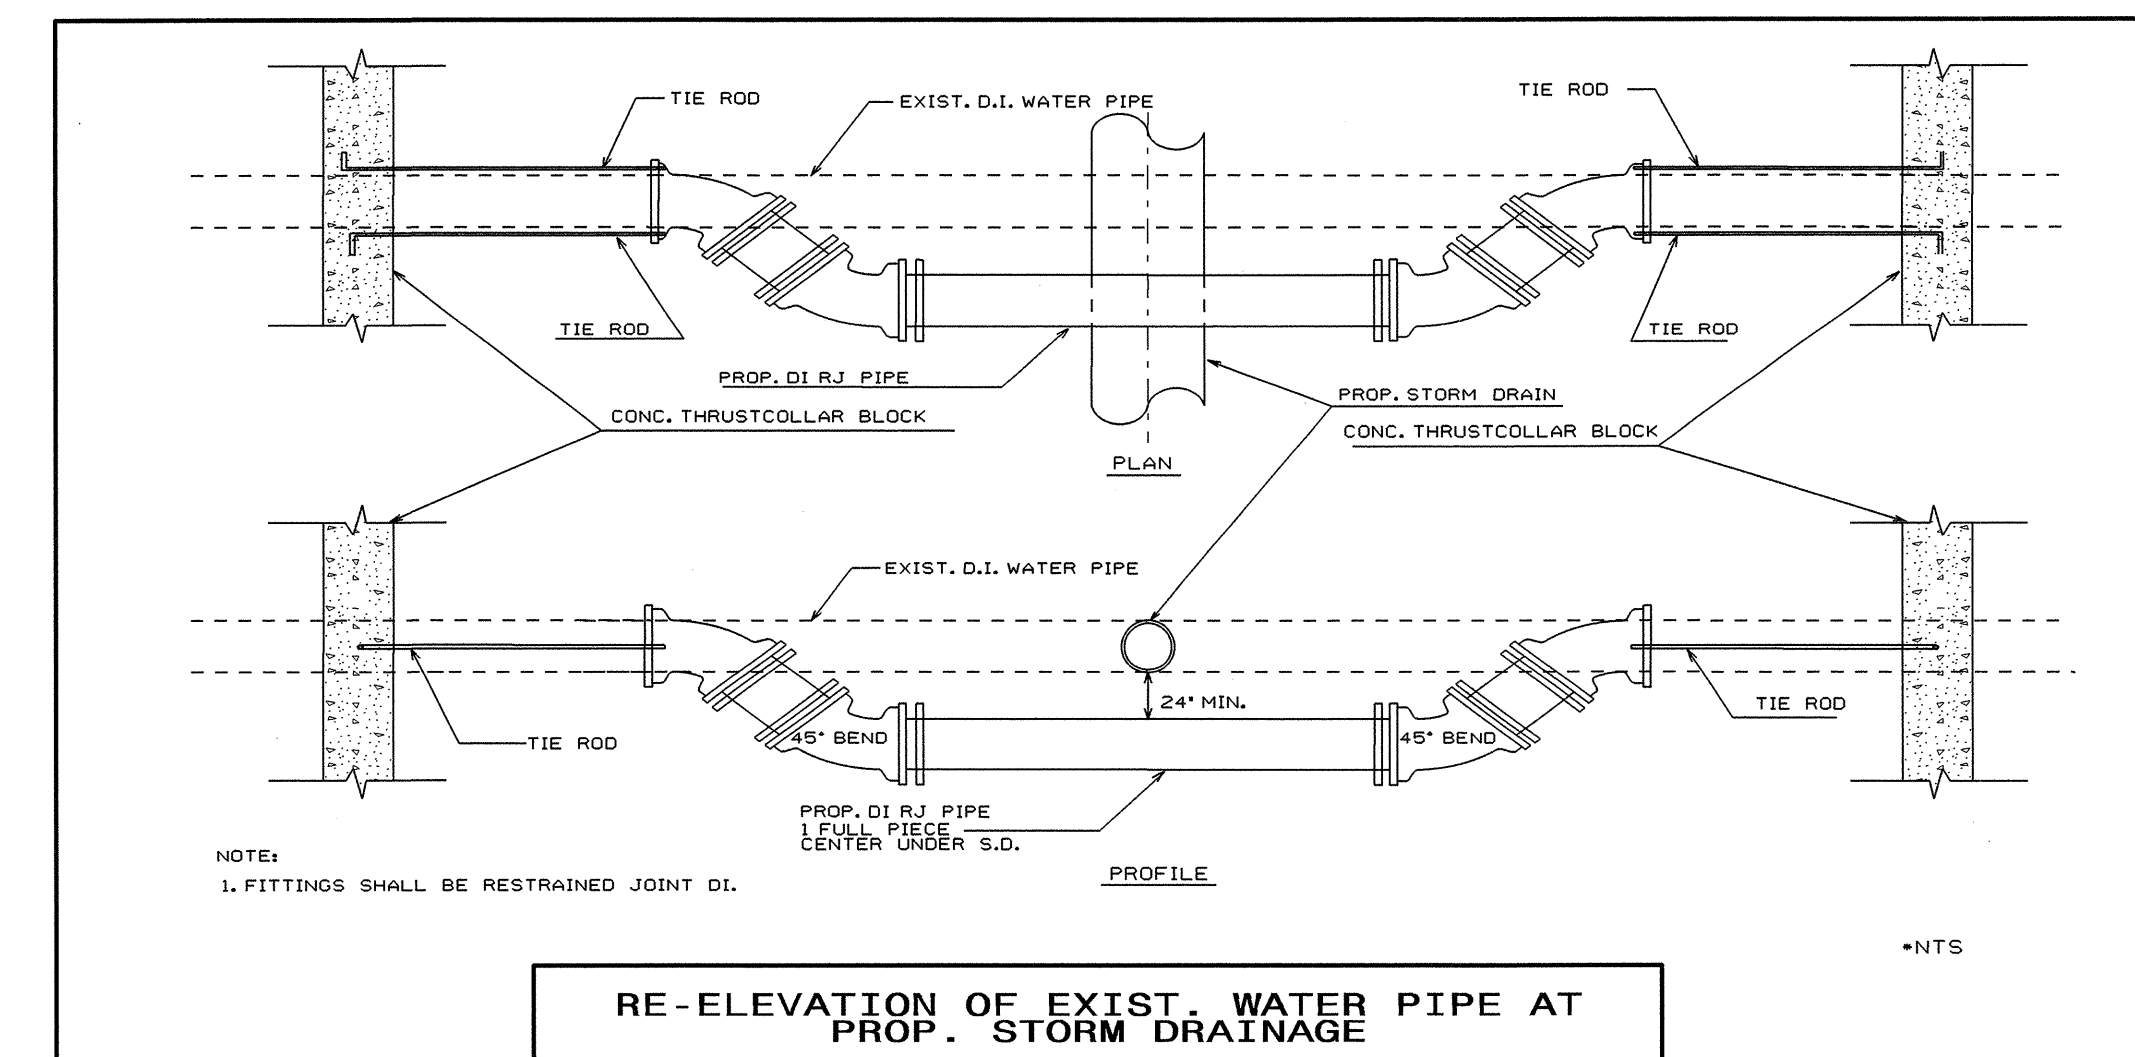 TIE ROD
EXIST. D.I. WATER PIPE
TIE ROD
TIE ROD
TIE ROD
PROP. DI RJ PIPE
PROP. STORM DRAIN
CONC. THRUSTCOLLAR BLOCK
CONC. THRUSTCOLLAR BLOCK
PLAN
EXIST. D.I. WATER PIPE
24" MIN.
TIE ROD
TIE ROD
45° BEND
45° BEND
PROP. DI RJ PIPE
1 FULL PIECE
CENTER UNDER S.D.
NOTE:
1. FITTINGS SHALL BE RESTRAINED JOINT DI.
PROFILE
*NTS
RE-ELEVATION OF EXIST. WATER PIPE AT
PROP. STORM DRAINAGE